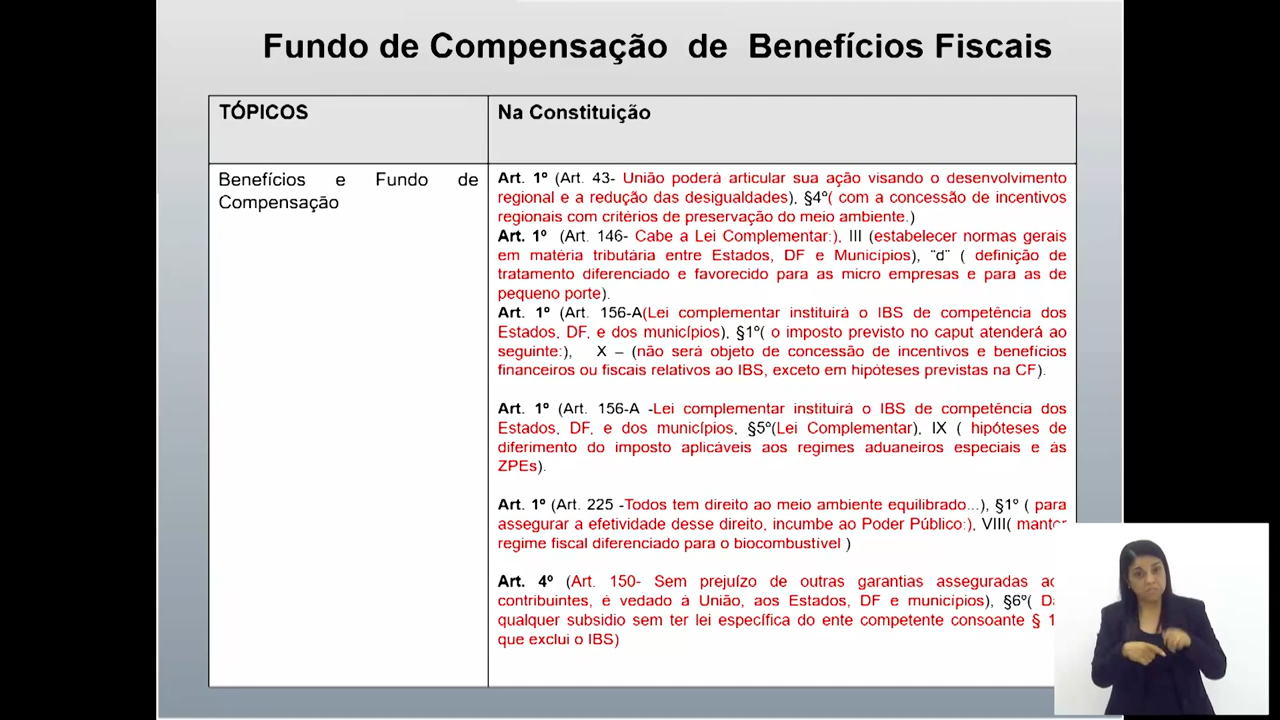 Fundo de Compensação de Benefícios Fiscais
TÓPICOS
Na Constituição
Benefícios e Fundo de
Compensação
Art. 1º (Art. 43- União poderá articular sua ação visando o desenvolvimento
regional e a redução das desigualdades), §4º( com a concessão de incentivos
regionais com critérios de preservação do meio ambiente.)
Art. 1º (Art. 146- Cabe a Lei Complementar:), III (estabelecer normas gerais
em matéria tributária entre Estados, DF e Municípios), ¨d¨ ( definição de
tratamento diferenciado e favorecido para as micro empresas e para as de
pequeno porte).
Art. 1º (Art. 156-A(Lei complementar instituirá o IBS de competência dos
Estados, DF, e dos municípios), §1º( o imposto previsto no caput atenderá ao
seguinte:), X – (não será objeto de concessão de incentivos e benefícios
financeiros ou fiscais relativos ao IBS, exceto em hipóteses previstas na CF).
Art. 1º (Art. 156-A -Lei complementar instituirá o IBS de competência dos
Estados, DF, e dos municípios, §5º(Lei Complementar), IX ( hipóteses de
diferimento do imposto aplicáveis aos regimes aduaneiros especiais e às
ZPEs).
Art. 1º (Art. 225 -Todos tem direito ao meio ambiente equilibrado...), §1º ( para
assegurar a efetividade desse direito, incumbe ao Poder Público:), VIII( manter
regime fiscal diferenciado para o biocombustível )
Art. 4º (Art. 150- Sem prejuízo de outras garantias asseguradas
contribuintes, é vedado à União, aos Estados, DF e municípios), §6º(
qualquer subsídio sem ter lei específica do ente competente consoante §
que exclui o IBS)